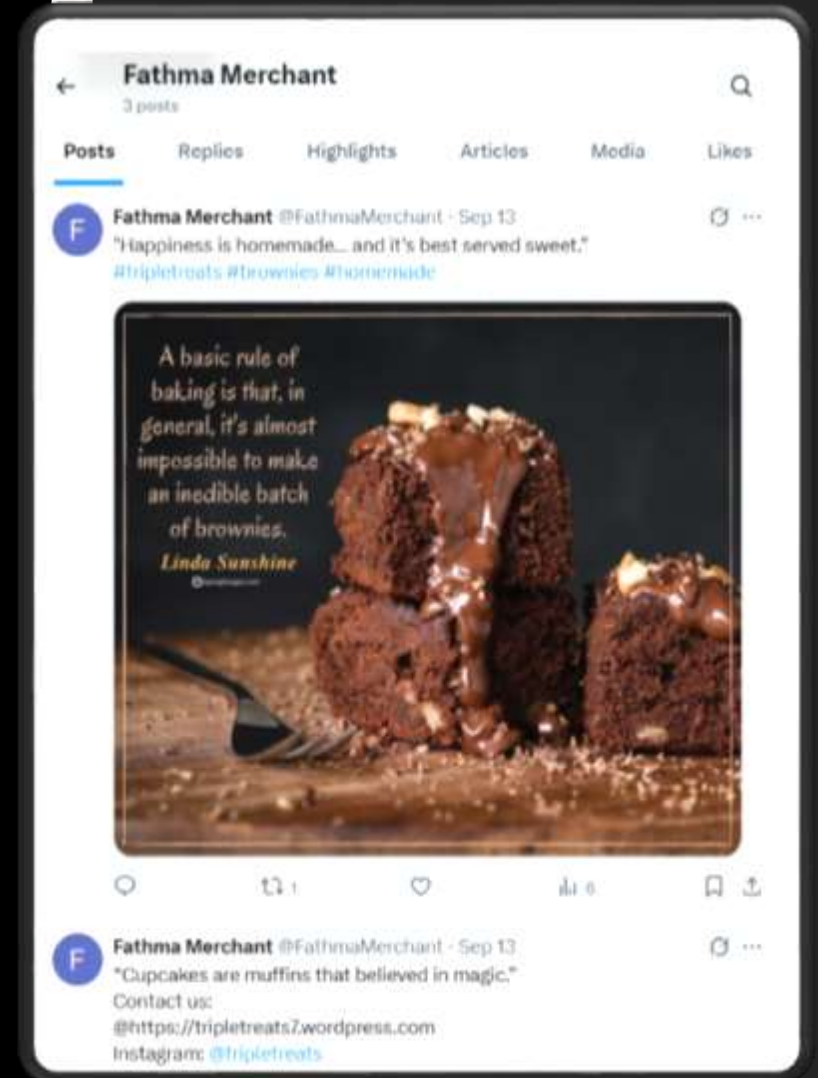 Fathma Merchant
3 posts
Posts Replies Highlights Articles Media Likes
F
Fathma Merchant @FathmaMerchant · Sep 13
"Happiness is homemade... and it's best served sweet."
#tripletreats #brownies #homemade
A basic rule of
baking is that, in
general, it's almost
impossible to make
an inedible batch
of brownies.
Linda Sunshine
1 6
F
Fathma Merchant @FathmaMerchant · Sep 13
"Cupcakes are muffins that believed in magic."
Contact us:
@https://tripletreats7.wordpress.com
Instagram: @tripletreats